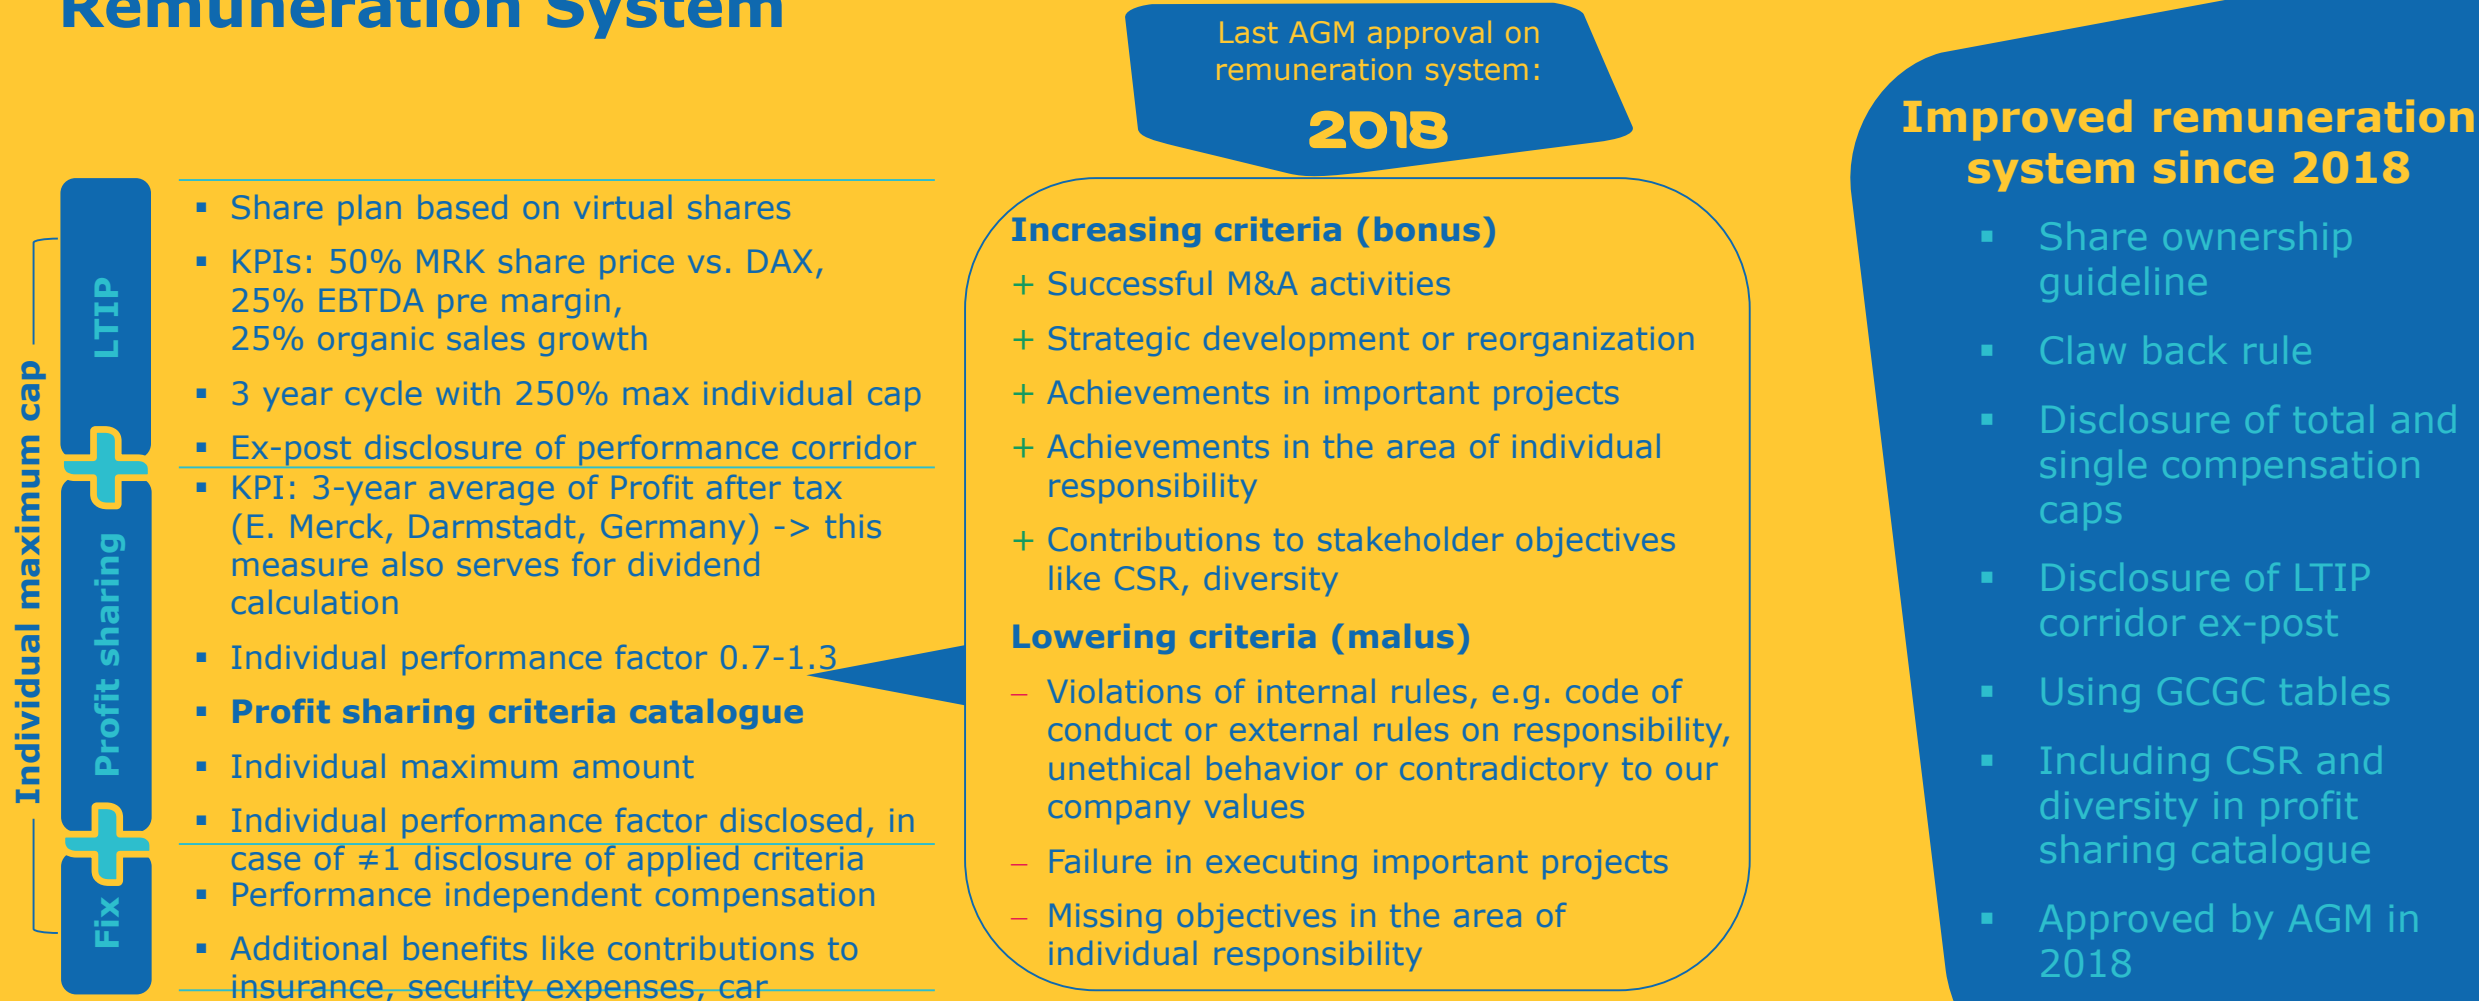 Remuneration System
Last AGM approval on
remuneration system:
2018
Individual maximum cap
LTIP
▪ Share plan based on virtual shares
▪ KPIs: 50% MRK share price vs. DAX,
25% EBTDA pre margin,
25% organic sales growth
▪ 3 year cycle with 250% max individual cap
▪ Ex-post disclosure of performance corridor
Profit sharing
▪ KPI: 3-year average of Profit after tax
(E. Merck, Darmstadt, Germany) -> this
measure also serves for dividend
calculation
▪ Individual performance factor 0.7-1.3
▪ Profit sharing criteria catalogue
▪ Individual maximum amount
▪ Individual performance factor disclosed, in
case of ≠1 disclosure of applied criteria
Fix
▪ Performance independent compensation
▪ Additional benefits like contributions to
insurance, security expenses, car
Increasing criteria (bonus)
+ Successful M&A activities
+ Strategic development or reorganization
+ Achievements in important projects
+ Achievements in the area of individual
responsibility
+ Contributions to stakeholder objectives
like CSR, diversity
Lowering criteria (malus)
– Violations of internal rules, e.g. code of
conduct or external rules on responsibility,
unethical behavior or contradictory to our
company values
– Failure in executing important projects
– Missing objectives in the area of
individual responsibility
Improved remuneration
system since 2018
▪ Share ownership
guideline
▪ Claw back rule
▪ Disclosure of total and
single compensation
caps
▪ Disclosure of LTIP
corridor ex-post
▪ Using GCGC tables
▪ Including CSR and
diversity in profit
sharing catalogue
▪ Approved by AGM in
2018